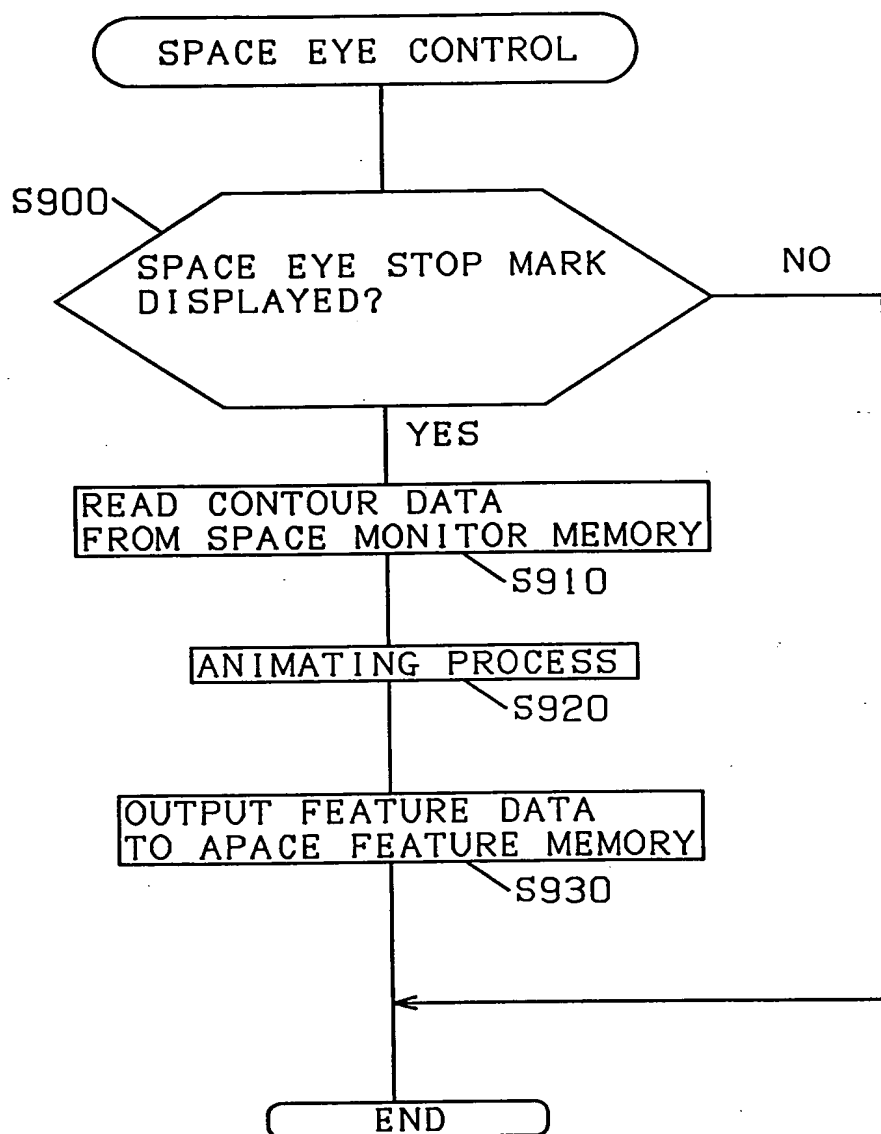 SPACE EYE CONTROL
S900
SPACE EYE STOP MARK
DISPLAYED?
NO
YES
READ CONTOUR DATA
FROM SPACE MONITOR MEMORY
S910
ANIMATING PROCESS
S920
OUTPUT FEATURE DATA
TO APACE FEATURE MEMORY
S930
END